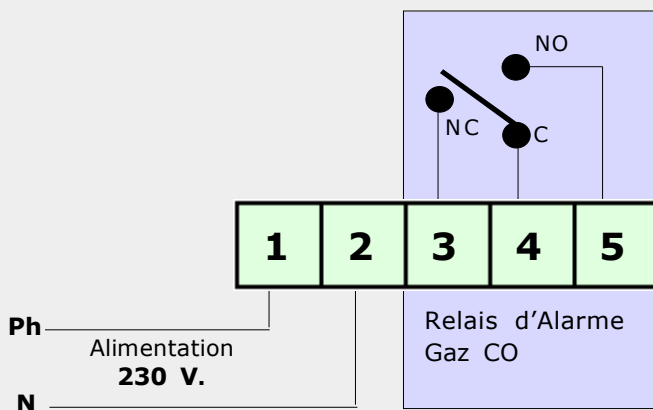 NO
NC
C
1 2 3 4 5
Ph
Alimentation
230 V.
N
Relais d'Alarme
Gaz CO